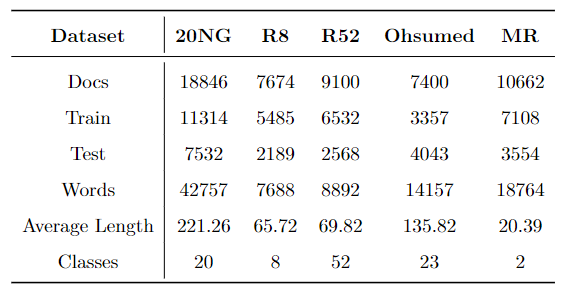 Dataset 20NG R8 R52 Ohsumed MR
Docs 18846 7674 9100 7400 10662
Train 11314 5485 6532 3357 7108
Test 7532 2189 2568 4043 3554
Words 42757 7688 8892 14157 18764
Average Length 221.26 65.72 69.82 135.82 20.39
Classes 20 8 52 23 2